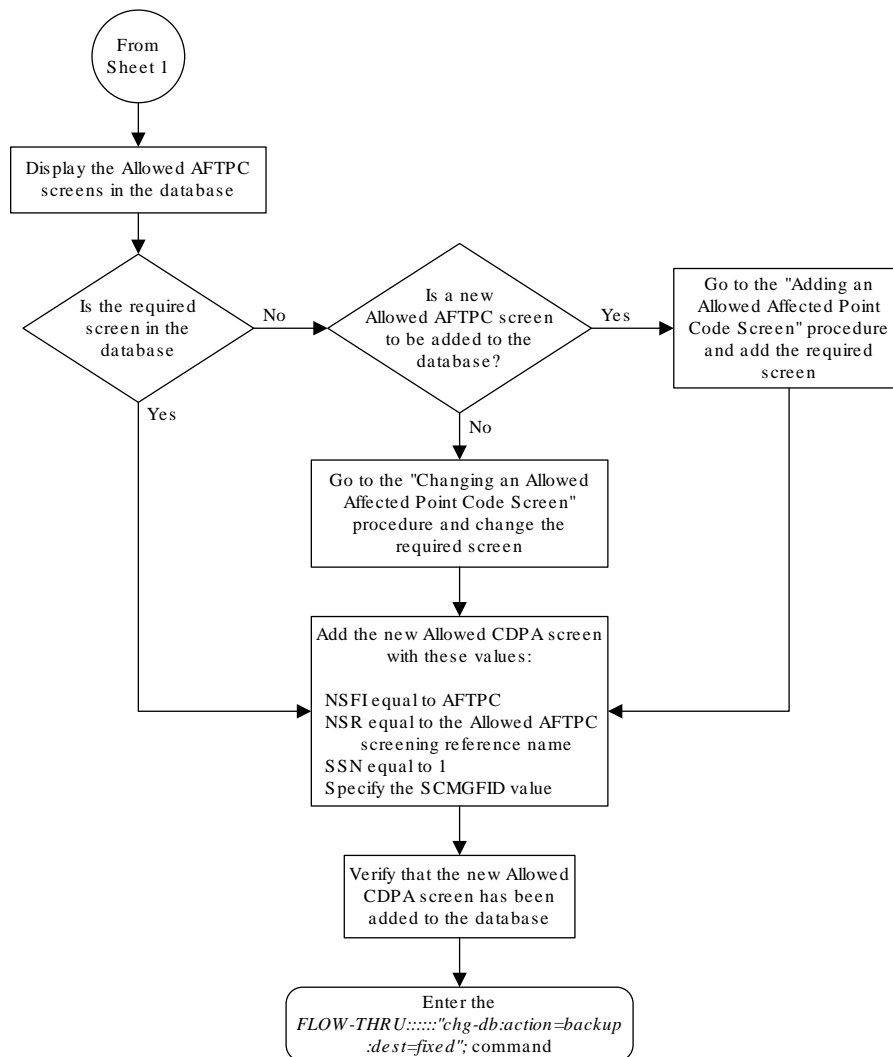 From
Sheet 1
Display the Allowed AFTPC
screens in the database
Is the required
screen in the
database
No
Yes
Is a new
Allowed AFTPC screen
to be added to the
database?
Yes
No
Go to the "Adding an
Allowed Affected Point
Code Screen" procedure
and add the required
screen
Go to the "Changing an Allowed
Affected Point Code Screen"
procedure and change the
required screen
Add the new Allowed CDPA screen
with these values:
NSFI equal to AFTPC
NSR equal to the Allowed AFTPC
screening reference name
SSN equal to 1
Specify the SCMGFID value
Verify that the new Allowed
CDPA screen has been
added to the database
Enter the
FLOW-THRU::::::"chg-db:action=backup
:dest=fixed"; command